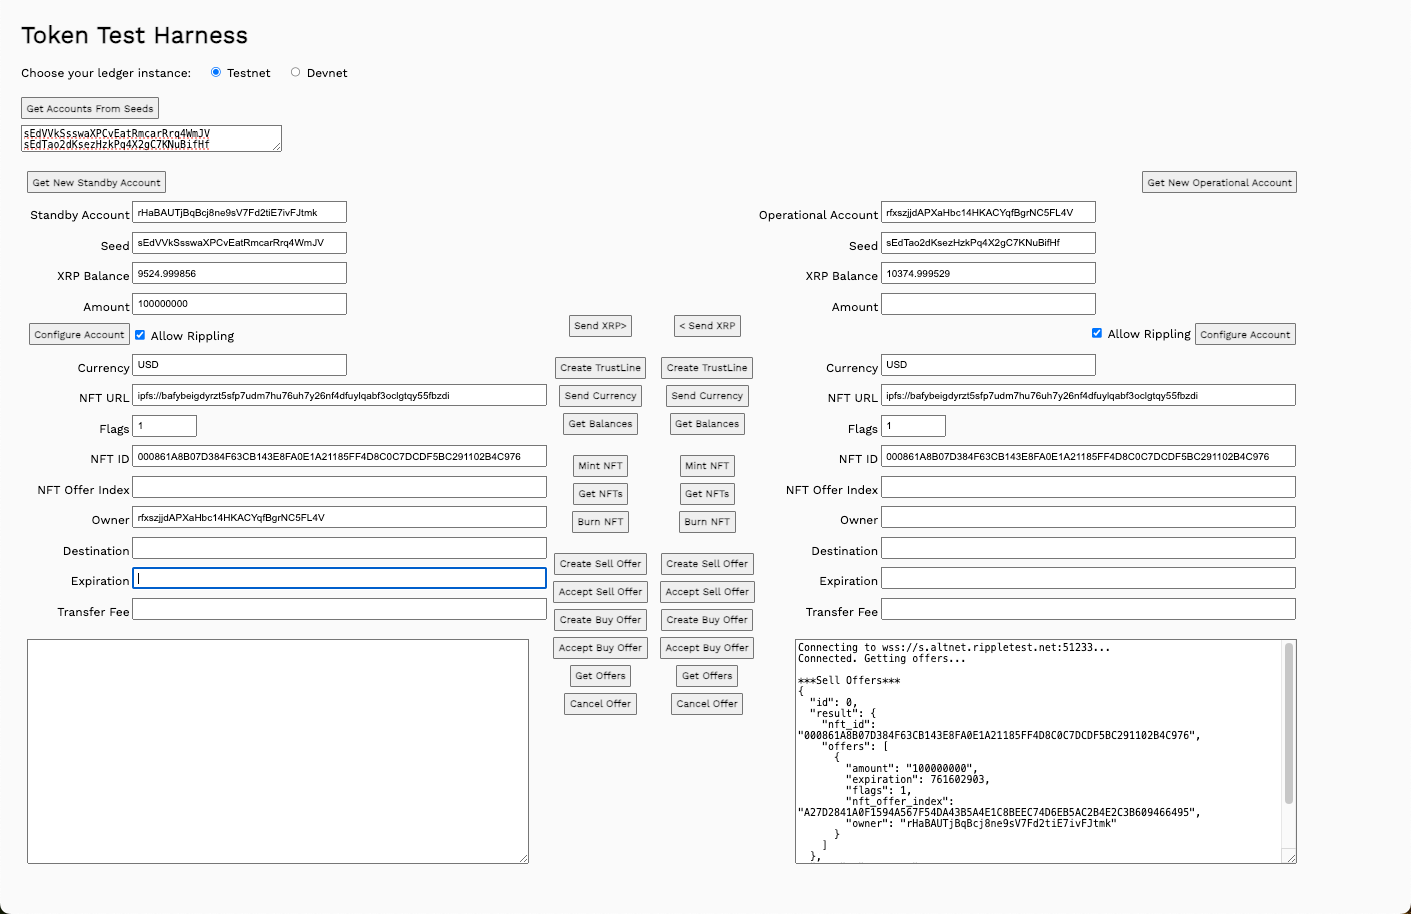 Token Test Harness
Choose your ledger instance: Testnet Devnet
Get Accounts From Seeds
sEdVVkSsswaXPCvEatRmcarRrq4WmJV
sEdTao2dKsezHzkPq4X2gC7KNuBifHf
Get New Standby Account
Get New Operational Account
Standby Account rHaBAUTjBqBcj8ne9sV7Fd2tiE7ivFJtmk
Seed sEdVVkSsswaXPCvEatRmcarRrq4WmJV
XRP Balance 9524.999856
Amount 100000000
Configure Account Allow Rippling
Currency USD
NFT URL ipfs://bafybeigdyrzt5sfp7udm7hu76uh7y26nf4dfuylqabf3oclgtqy55fbzdi
Flags 1
NFT ID 000861A8B07D384F63CB143E8FA0E1A21185FF4D8C0C7DCDF5BC291102B4C976
NFT Offer Index
Owner rfxszjjdAPXaHbc14HKACYqfBgrNC5FL4V
Destination
Expiration
Transfer Fee
Send XRP> < Send XRP
Create TrustLine Create TrustLine
Send Currency Send Currency
Get Balances Get Balances
Mint NFT Mint NFT
Get NFTs Get NFTs
Burn NFT Burn NFT
Create Sell Offer Create Sell Offer
Accept Sell Offer Accept Sell Offer
Create Buy Offer Create Buy Offer
Accept Buy Offer Accept Buy Offer
Get Offers Get Offers
Cancel Offer Cancel Offer
Operational Account rfxszjjdAPXaHbc14HKACYqfBgrNC5FL4V
Seed sEdTao2dKsezHzkPq4X2gC7KNuBifHf
XRP Balance 10374.999529
Amount
Allow Rippling Configure Account
Currency USD
NFT URL ipfs://bafybeigdyrzt5sfp7udm7hu76uh7y26nf4dfuylqabf3oclgtqy55fbzdi
Flags 1
NFT ID 000861A8B07D384F63CB143E8FA0E1A21185FF4D8C0C7DCDF5BC291102B4C976
NFT Offer Index
Owner
Destination
Expiration
Transfer Fee
Connecting to wss://s.altnet.rippletest.net:51233...
Connected. Getting offers...
***Sell Offers***
{
"id": 0,
"result": {
"nft_id":
"000861A8B07D384F63CB143E8FA0E1A21185FF4D8C0C7DCDF5BC291102B4C976",
"offers": [
{
"amount": "100000000",
"expiration": 761602903,
"flags": 1,
"nft_offer_index":
"A27D2841A0F1594A567F54DA43B5A4E1C8BEEC74D6EB5AC2B4E2C3B609466495",
"owner": "rHaBAUTjBqBcj8ne9sV7Fd2tiE7ivFJtmk"
}
]
},